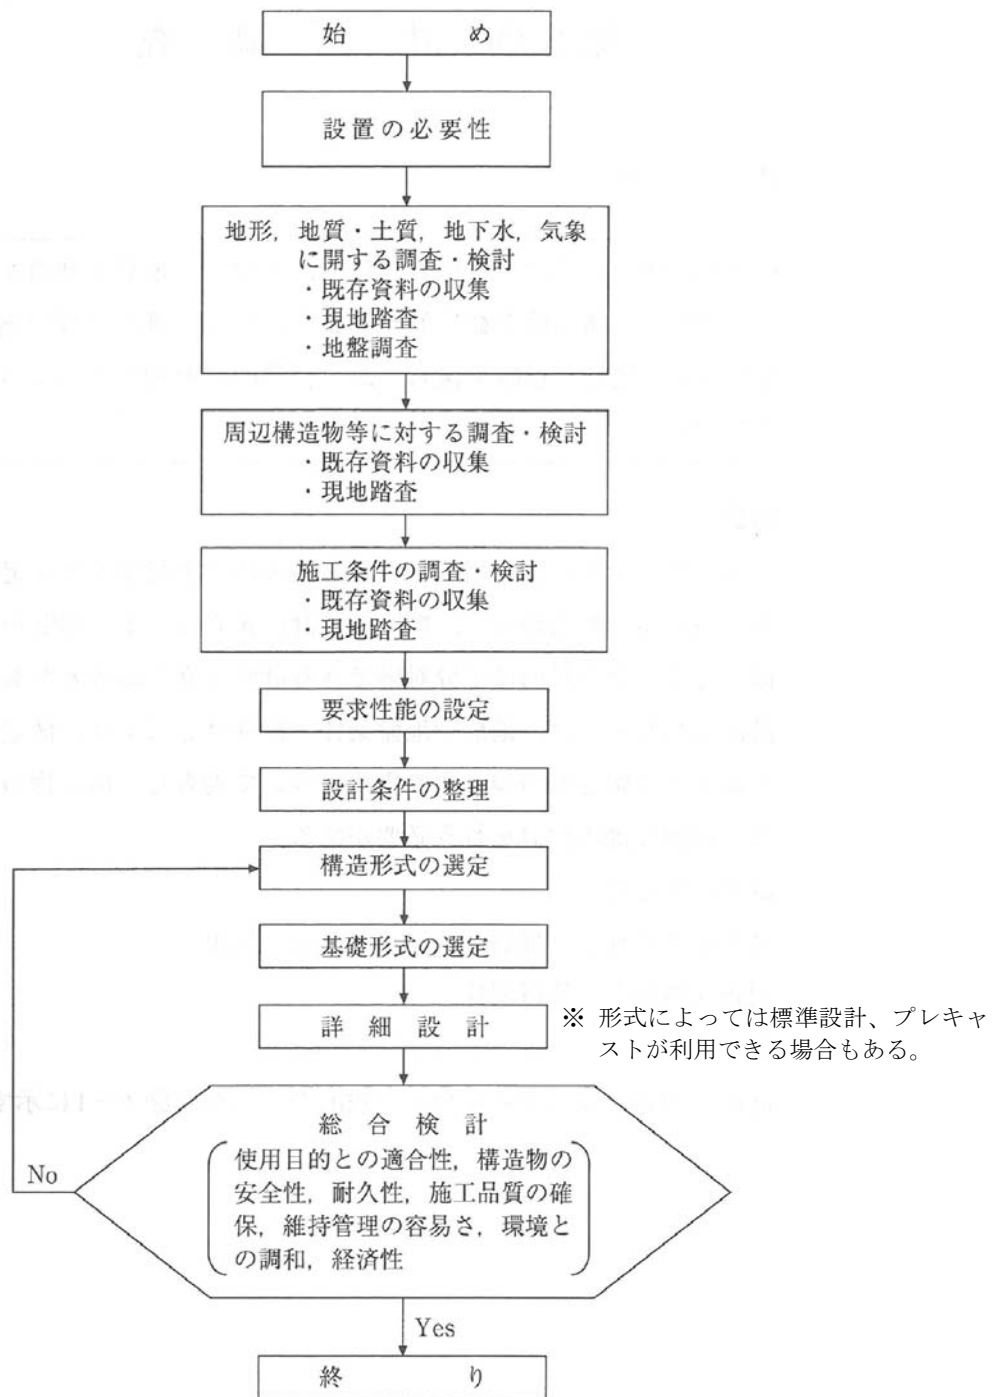 始め
設置の必要性
地形, 地質・土質, 地下水, 気象
に開する調査・検討
・既存資料の収集
・現地踏査
・地盤調査
周辺構造物等に対する調査・検討
・既存資料の収集
・現地踏査
施工条件の調査・検討
・既存資料の収集
・現地踏査
要求性能の設定
設計条件の整理
構造形式の選定
基礎形式の選定
詳細設計
※ 形式によっては標準設計、プレキャ
ストが利用できる場合もある。
総合検計
使用目的との適合性, 構造物の
安全性, 耐久性, 施工品質の確
保, 維持管理の容易さ, 環境と
の調和, 経済性
No
Yes
終り